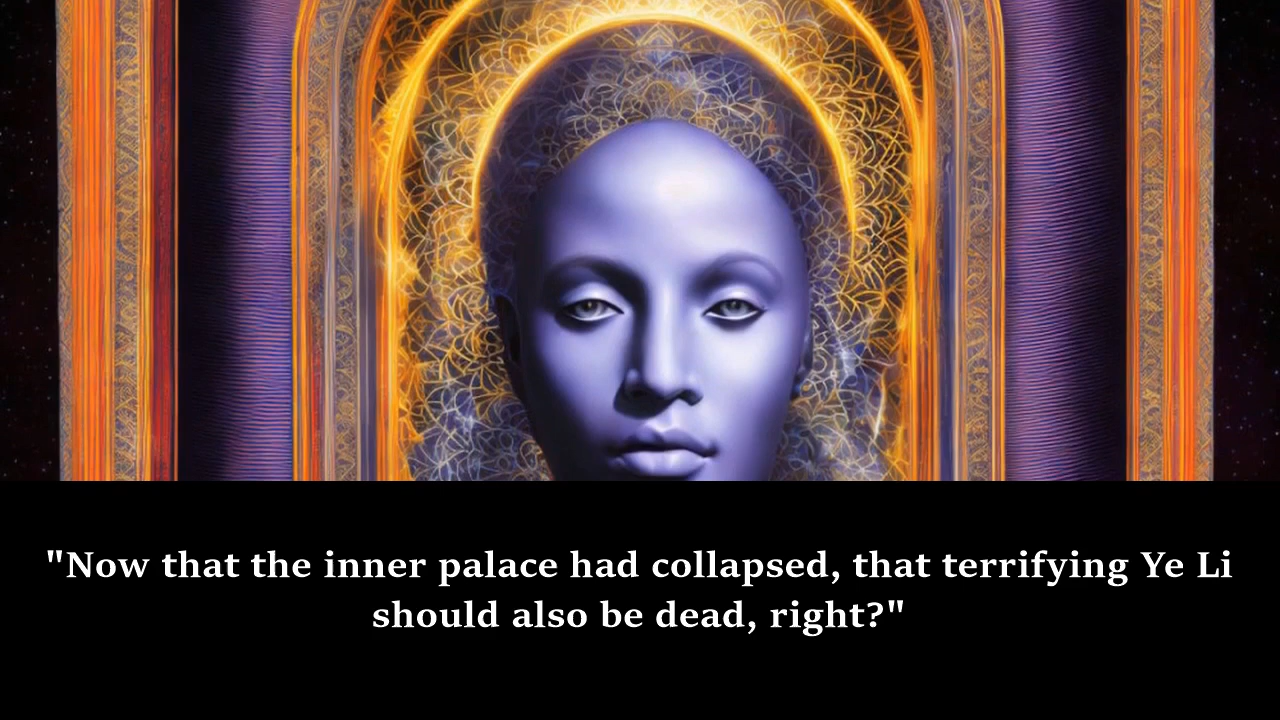 "Now that the inner palace had collapsed, that terrifying Ye Li
should also be dead, right?"